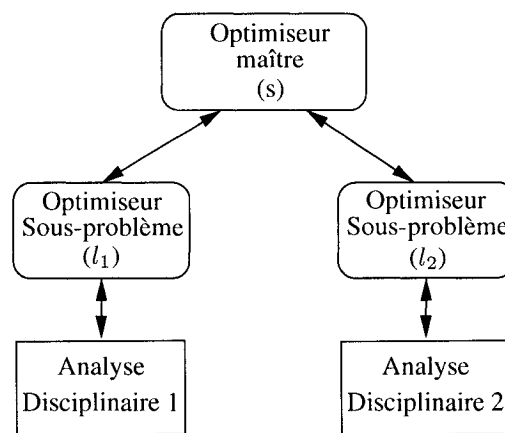 Optimiseur
maître
(s)
Optimiseur
Sous-problème
(l₁)
Optimiseur
Sous-problème
(l₂)
Analyse
Disciplinaire 1
Analyse
Disciplinaire 2